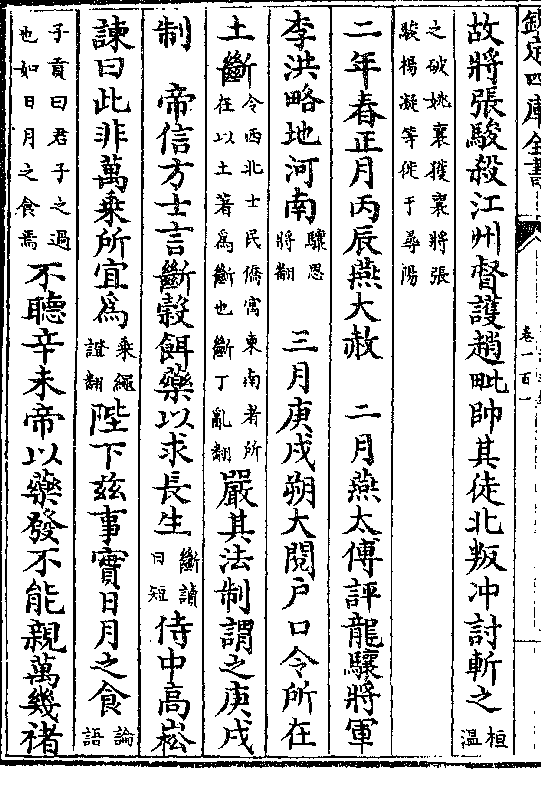 欽定四庫全書
卷一百一
故將張駿殺江州督護趙毗帥其徒北叛冲討斬之桓溫
之破姚襄獲襄將張駿楊凝等徙于尋陽
二年春正月丙辰燕大赦　二月燕太傅評龍驤將軍
李洪略地河南驤思將翻　三月庚戌朔大閱戶口令所在
土斷令西北士民僑寓東南者所在以土著爲斷也斷丁亂翻嚴其法制謂之庚戌
制　帝信方士言斷穀餌藥以求長生斷讀曰短侍中高崧
諫曰此非萬乘所宜爲乘繩證翻陛下茲事實日月之食論語
子貢曰君子之過也如日月之食焉不聽辛未帝以藥發不能親萬幾褚